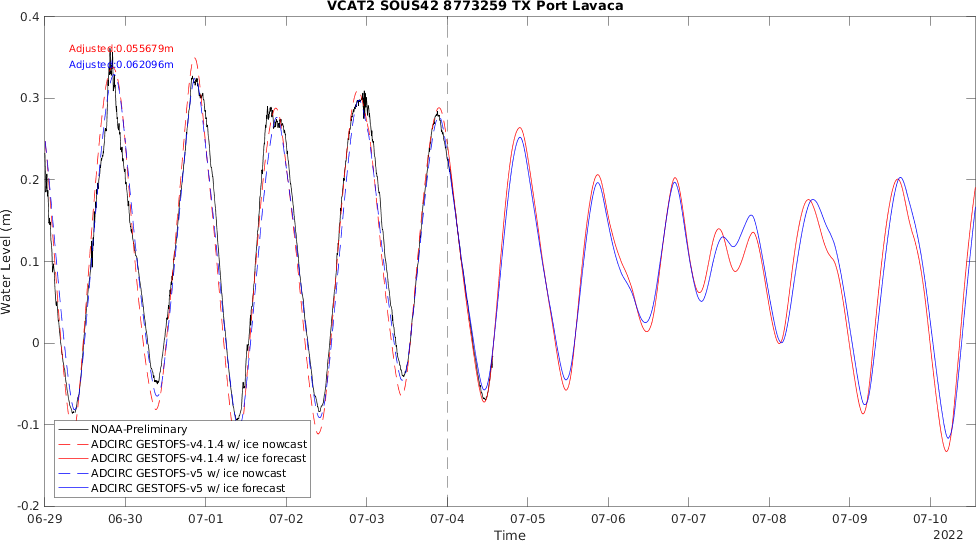 VCAT2 SOUS42 8773259 TX Port Lavaca
0.4
Adjusted:0.055679m
Adjusted:0.062096m
0.3
0.2
0.1
0
-0.1
-0.2
Water Level (m)
NOAA-Preliminary
ADCIRC GESTOFS-v4.1.4 w/ ice nowcast
ADCIRC GESTOFS-v4.1.4 w/ ice forecast
ADCIRC GESTOFS-v5 w/ ice nowcast
ADCIRC GESTOFS-v5 w/ ice forecast
06-29 06-30 07-01 07-02 07-03 07-04 07-05 07-06 07-07 07-08 07-09 07-10
Time
2022